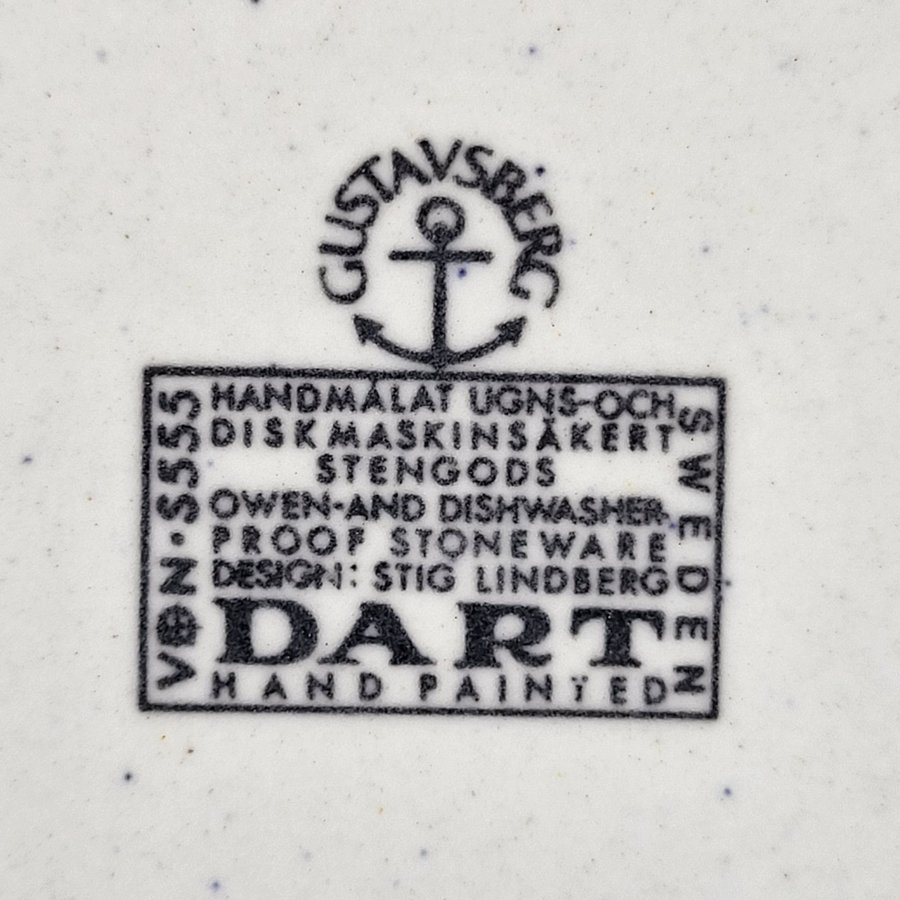 GUSTAVSBERG
HANDMÅLAT UGNS-OCH
DISKMASKINSÄKERT
STENGODS
OWEN-AND DISHWASHER-
PROOF STONEWARE
DESIGN: STIG LINDBERG
DART
HAND PAINTED
VDN·S555
SWEDEN